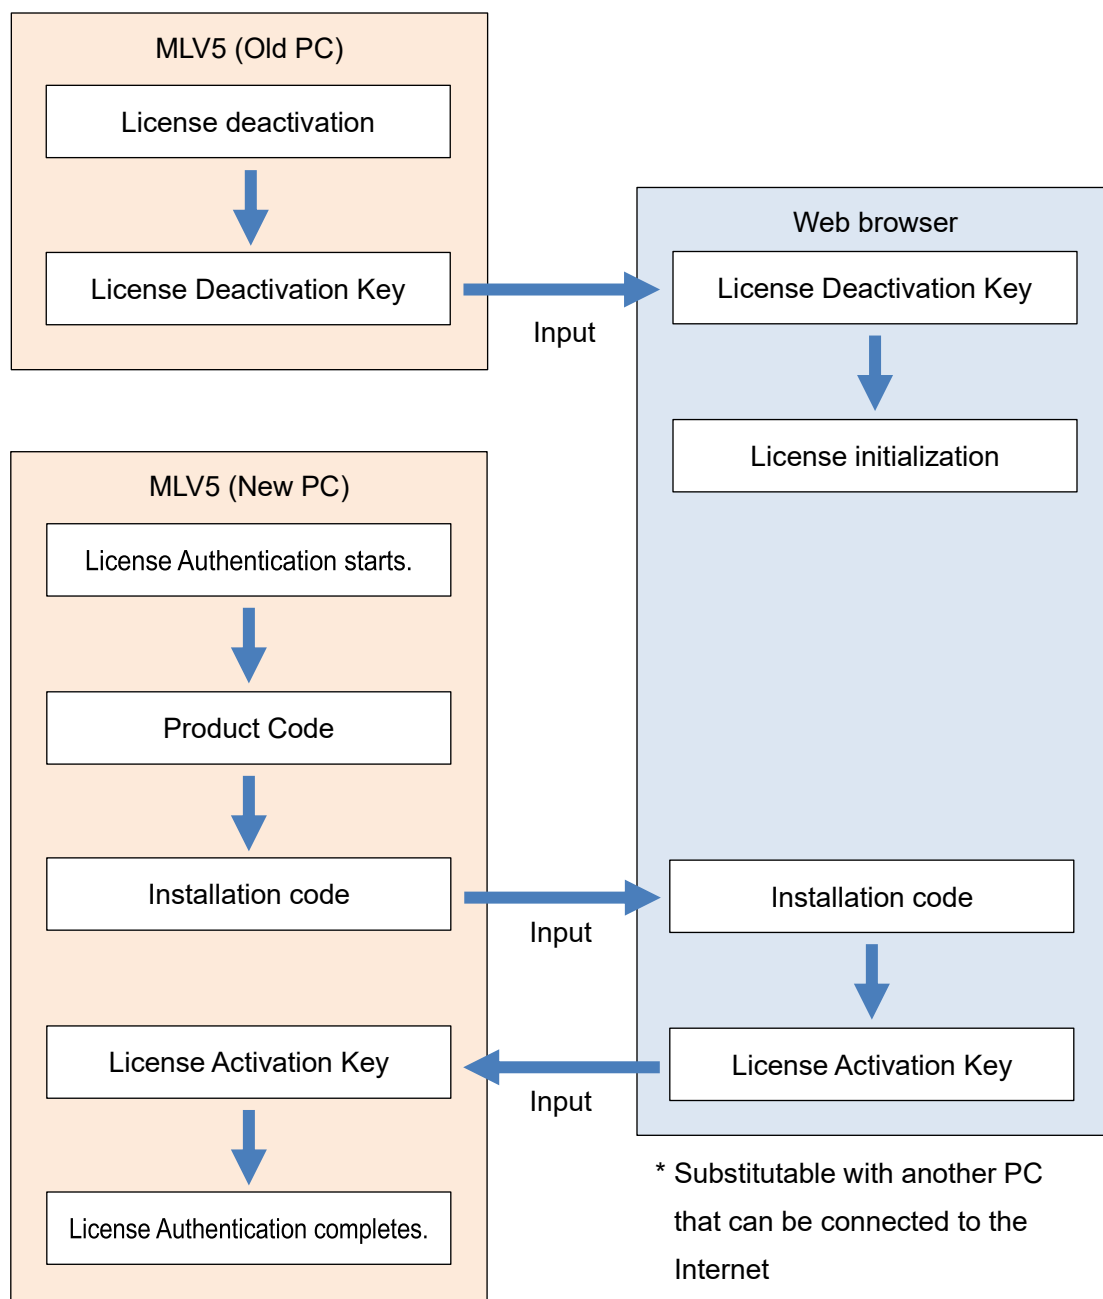 MLV5 (Old PC)
License deactivation
License Deactivation Key
Input
Web browser
License Deactivation Key
License initialization
MLV5 (New PC)
License Authentication starts.
Product Code
Installation code
Input
Installation code
License Activation Key
Input
License Activation Key
License Authentication completes.
* Substitutable with another PC
that can be connected to the
Internet